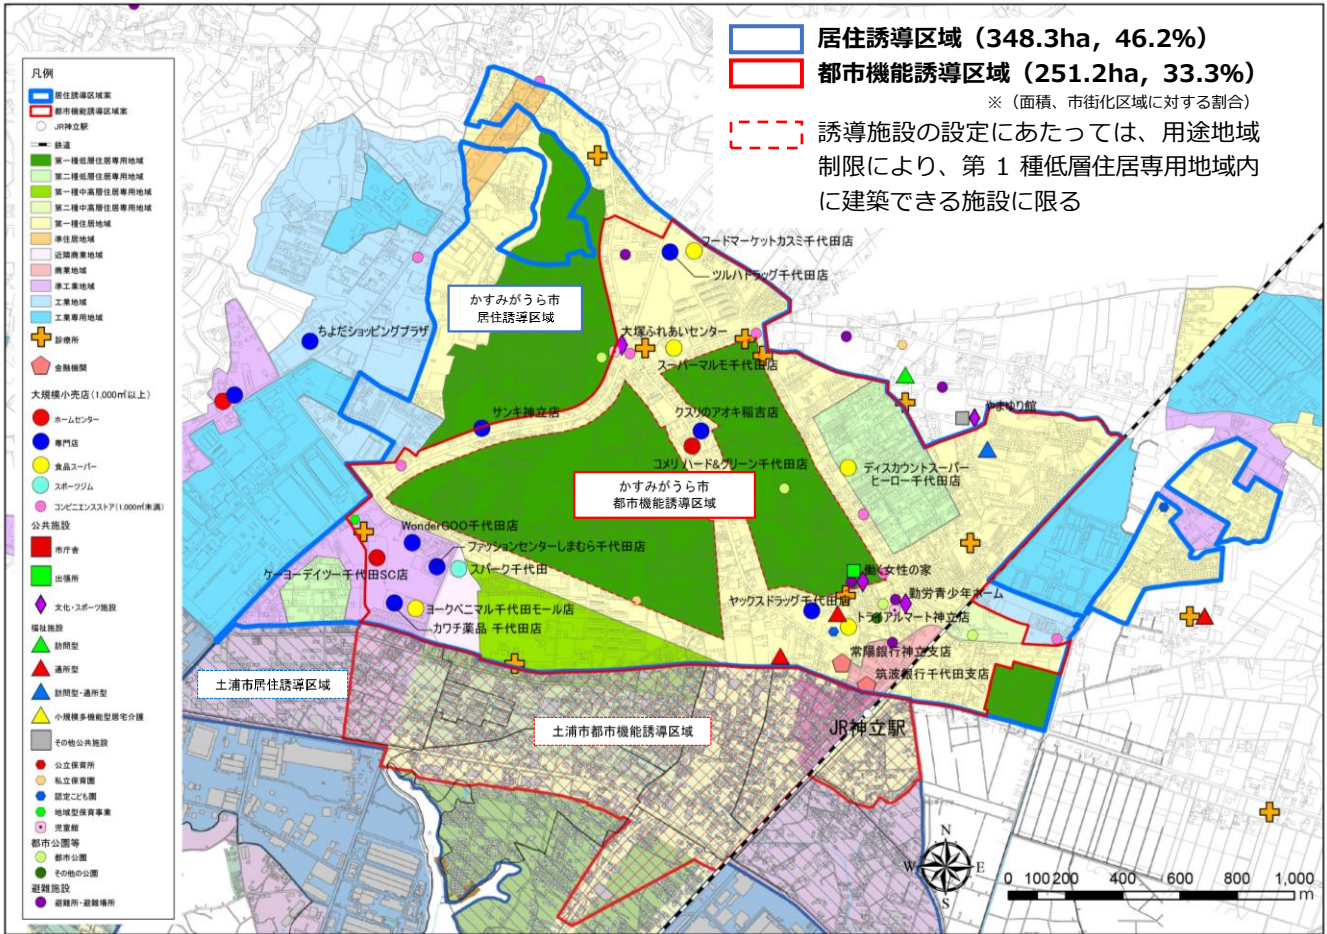 居住誘導区域（348.3ha，46.2%）
都市機能誘導区域（251.2ha，33.3%）
※（面積、市街化区域に対する割合）
誘導施設の設定にあたっては、用途地域
制限により、第 1 種低層住居専用地域内
に建築できる施設に限る
凡例
居住誘導区域案
都市機能誘導区域案
JR神立駅
鉄道
第一種低層住居専用地域
第二種低層住居専用地域
第一種中高層住居専用地域
第二種中高層住居専用地域
第一種住居地域
準住居地域
近隣商業地域
商業地域
準工業地域
工業地域
工業専用地域
診療所
金融機関
大規模小売店(1,000㎡以上)
ホームセンター
専門店
食品スーパー
スポーツジム
コンビニエンスストア(1,000㎡未満)
公共施設
市庁舎
出張所
文化・スポーツ施設
福祉施設
訪問型
通所型
訪問型・通所型
小規模多機能型居宅介護
その他公共施設
公立保育所
私立保育園
認定こども園
地域型保育事業
児童館
都市公園等
都市公園
その他の公園
避難施設
避難所・避難場所
フードマーケットカスミ千代田店
ツルハドラッグ千代田店
かすみがうら市
居住誘導区域
ちよだショッピングプラザ
大塚ふれあいセンター
スーパーマルモ千代田店
サンキ神立店
クスリのアオキ稲吉店
やまゆり館
コメリ ハード&グリーン千代田店
ディスカウントスーパー
ヒーロー千代田店
かすみがうら市
都市機能誘導区域
WonderGOO千代田店
ファッションセンターしまむら千代田店
ケーヨーデイツー千代田SC店
スパーク千代田
働く女性の家
ヤックスドラッグ千代田店
勤労青少年ホーム
ヨークベニマル千代田モール店
トライアルマート神立店
カワチ薬品 千代田店
常陽銀行神立支店
筑波銀行千代田支店
土浦市居住誘導区域
土浦市都市機能誘導区域
JR神立駅
N
W
E
S
0 100 200 400 600 800 1,000
m